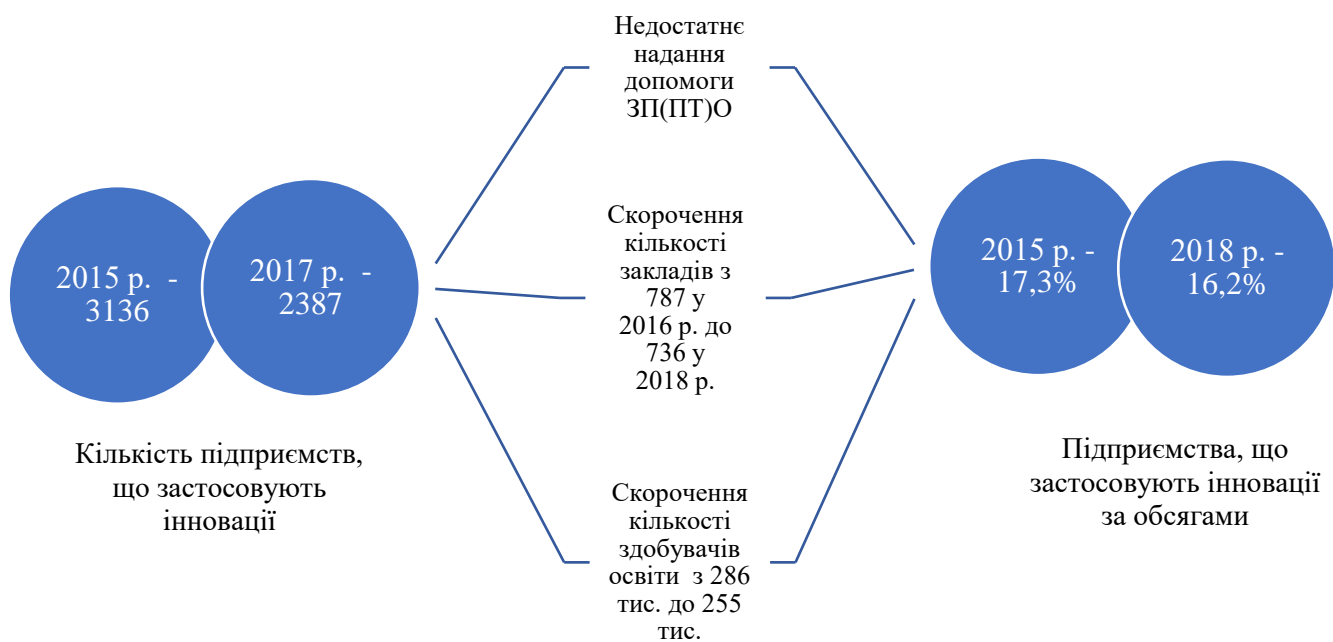 Недостатнє
надання
допомоги
ЗП(ПТ)О
2015 р. -
3136
2017 р. -
2387
Скорочення
кількості
закладів з
787 у
2016 р. до
736 у
2018 р.
2015 р. -
17,3%
2018 р. -
16,2%
Кількість підприємств,
що застосовують
інновації
Скорочення
кількості
здобувачів
освіти з 286
тис. до 255
тис.
Підприємства, що
застосовують інновації
за обсягами